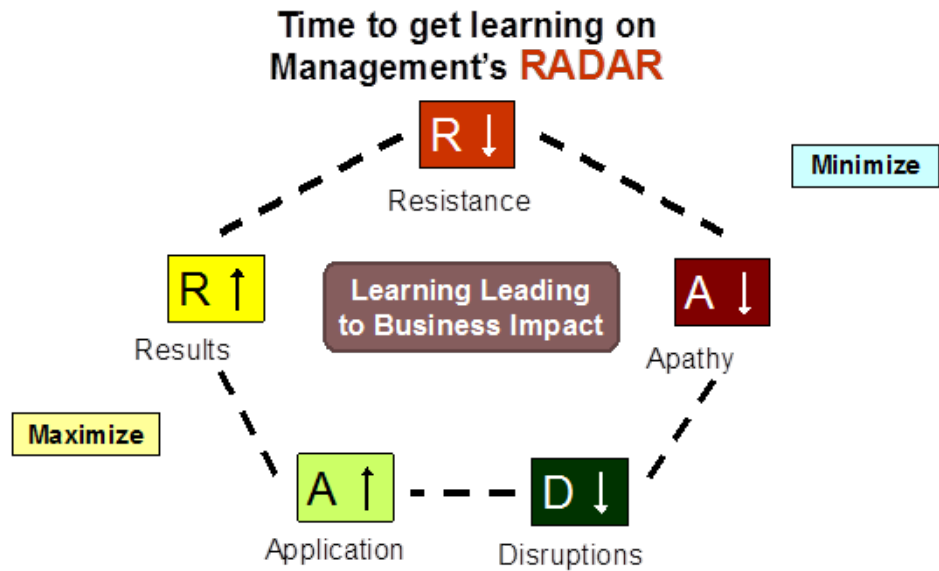 Time to get learning on
Management's RADAR
R ↓
Resistance
Minimize
R ↑
Results
Learning Leading
to Business Impact
A ↓
Apathy
Maximize
A ↑
Application
D ↓
Disruptions